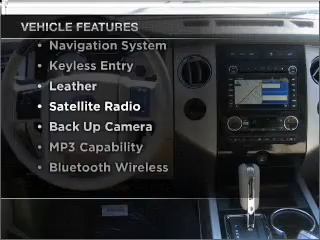 VEHICLE FEATURES
• Navigation System
• Keyless Entry
• Leather
• Satellite Radio
• Back Up Camera
• MP3 Capability
• Bluetooth Wireless